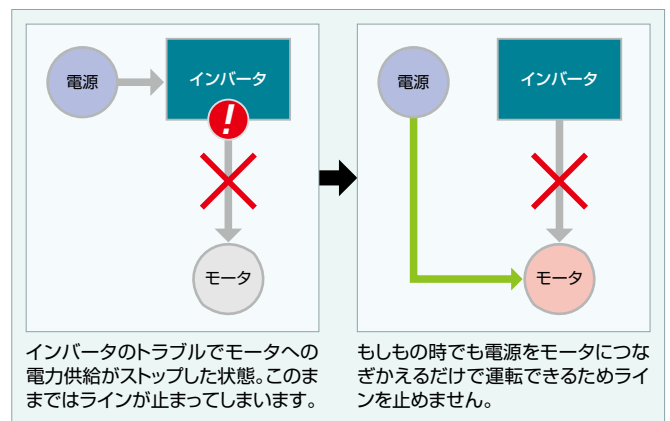 電源
インバータ
!
モータ
インバータのトラブルでモータへの
電力供給がストップした状態。このま
まではラインが止まってしまいます。
電源
インバータ
モータ
もしもの時でも電源をモータにつな
ぎかえるだけで運転できるためライ
ンを止めません。